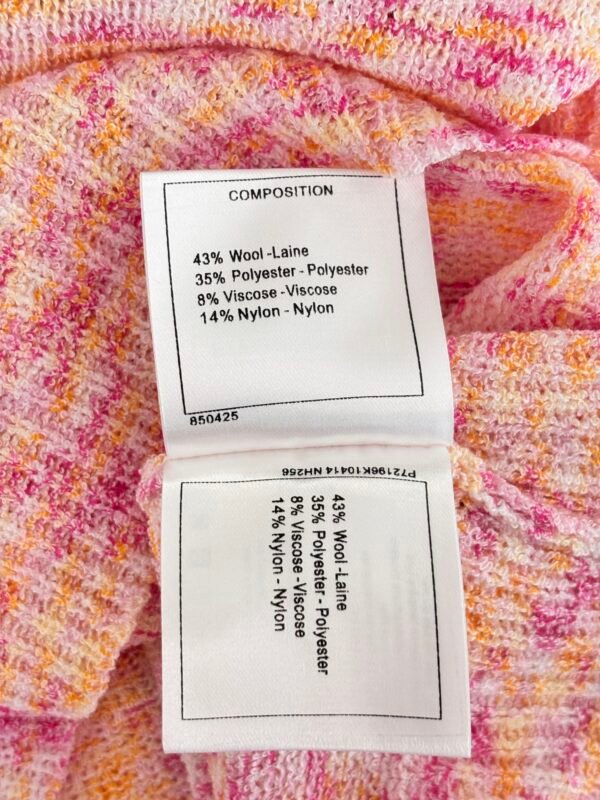 COMPOSITION
43% Wool -Laine
35% Polyester - Polyester
8% Viscose -Viscose
14% Nylon - Nylon
850425
P72196K10414 NH256
43% Wool -Laine
35% Polyester - Polyester
8% Viscose -Viscose
14% Nylon - Nylon